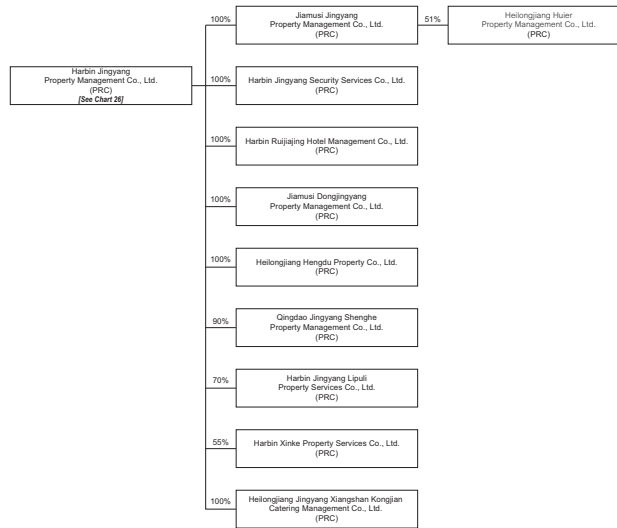 100%
Jiamusi Jingyang
Property Management Co., Ltd.
(PRC)
51%
Heilongjiang Huier
Property Management Co., Ltd.
(PRC)
Harbin Jingyang
Property Management Co., Ltd.
(PRC)
[See Chart 26]
100%
Harbin Jingyang Security Services Co., Ltd.
(PRC)
100%
Harbin Ruijiajing Hotel Management Co., Ltd.
(PRC)
100%
Jiamusi Dongjingyang
Property Management Co., Ltd.
(PRC)
100%
Heilongjiang Hengdu Property Co., Ltd.
(PRC)
90%
Qingdao Jingyang Shenghe
Property Management Co., Ltd.
(PRC)
70%
Harbin Jingyang Lipuli
Property Services Co., Ltd.
(PRC)
55%
Harbin Xinke Property Services Co., Ltd.
(PRC)
100%
Heilongjiang Jingyang Xiangshan Kongjian
Catering Management Co., Ltd.
(PRC)